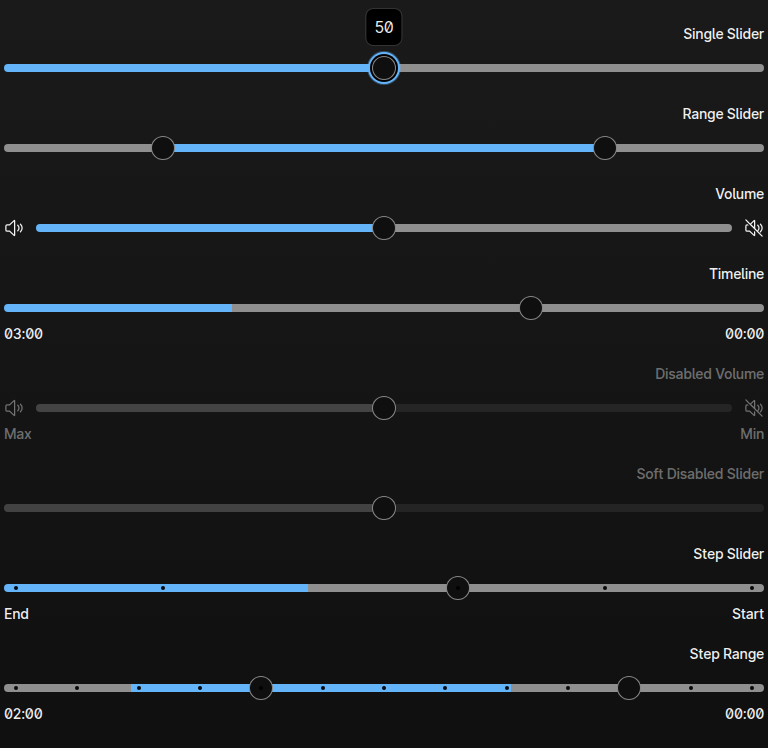 50
Single Slider
Range Slider
Volume
Timeline
03:00 00:00
Disabled Volume
Max Min
Soft Disabled Slider
Step Slider
End Start
Step Range
02:00 00:00